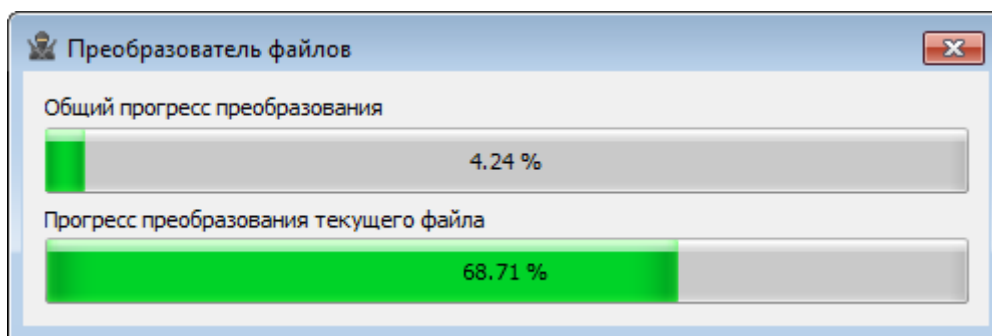 Преобразователь файлов
Общий прогресс преобразования
4.24 %
Прогресс преобразования текущего файла
68.71 %